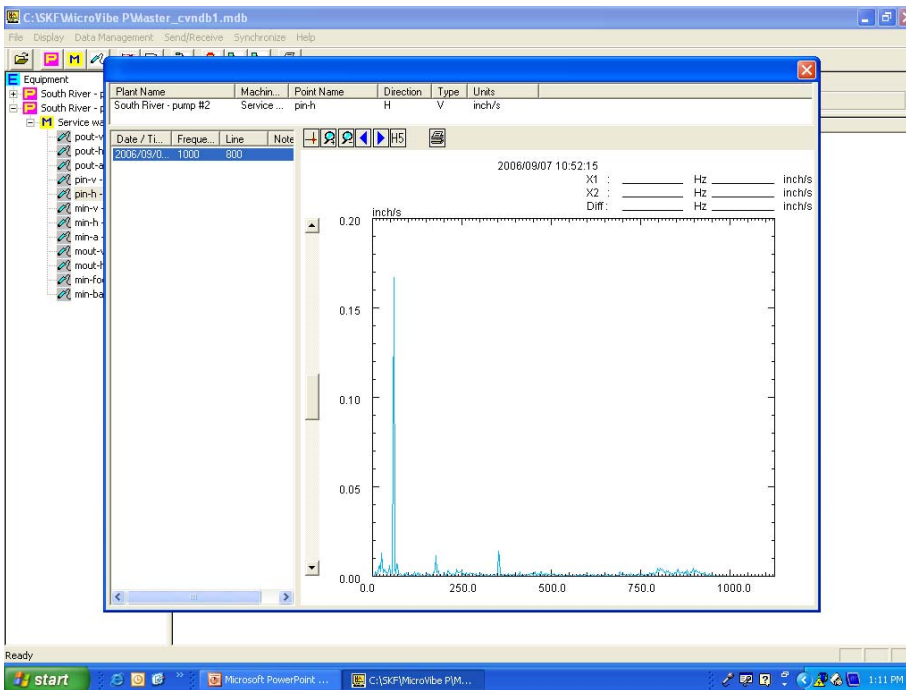 C:\SKF\MicroVibe P\Master_cvndb1.mdb
File Display Data Management Send/Receive Synchronize Help
P M
E Equipment
P South River - p
P South River - p
M Service wa
pout-v
pout-h
pout-a
pin-v -
pin-h -
min-v -
min-h -
min-a -
mout-v
mout-h
min-foo
min-ba
Plant Name Machin... Point Name Direction Type Units
South River - pump #2 Service ... pin-h H V inch/s
Date / Ti... Freque... Line Note
2006/09/0... 1000 800
H5
2006/09/07 10:52:15
X1 : Hz inch/s
X2 : Hz inch/s
Diff : Hz inch/s
inch/s
0.20
0.15
0.10
0.05
0.00
0.0 250.0 500.0 750.0 1000.0
Ready
start Microsoft PowerPoint ... C:\SKF\MicroVibe P\M... 1:11 PM